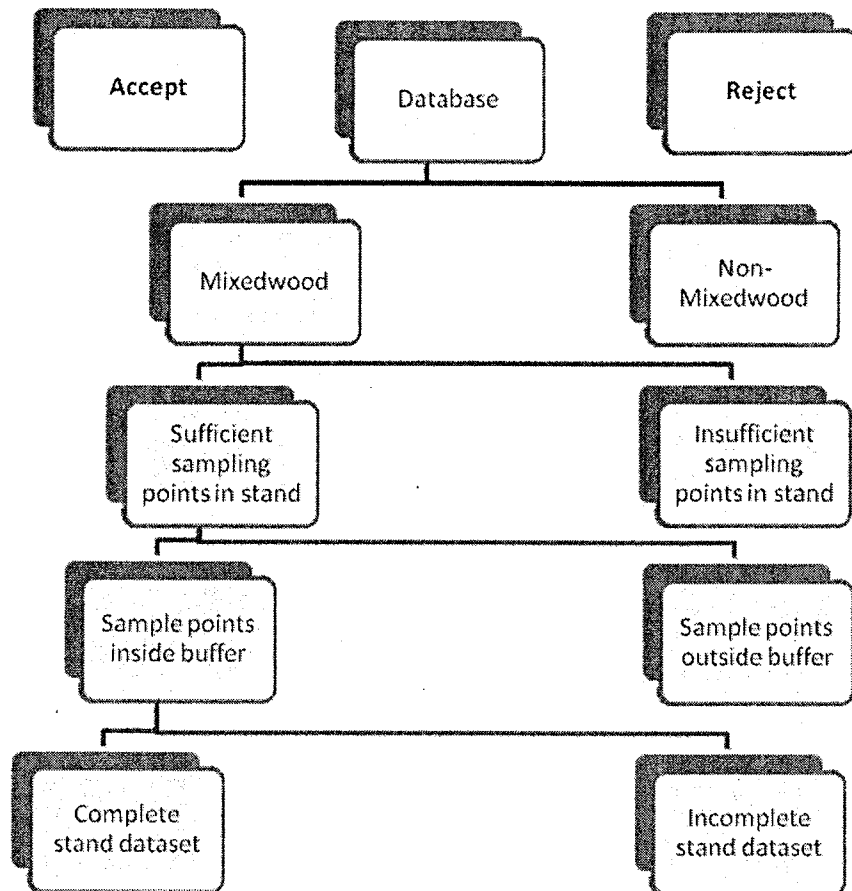 Accept
Database
Reject
Mixedwood
Non-
Mixedwood
Sufficient
sampling
points in stand
Insufficient
sampling
points in stand
Sample points
inside buffer
Sample points
outside buffer
Complete
stand dataset
Incomplete
stand dataset